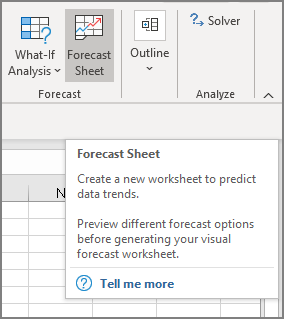 What-If
Analysis
Forecast
Sheet
Outline
Solver
Forecast
Analyze
N
Forecast Sheet
Create a new worksheet to predict
data trends.
Preview different forecast options
before generating your visual
forecast worksheet.
? Tell me more